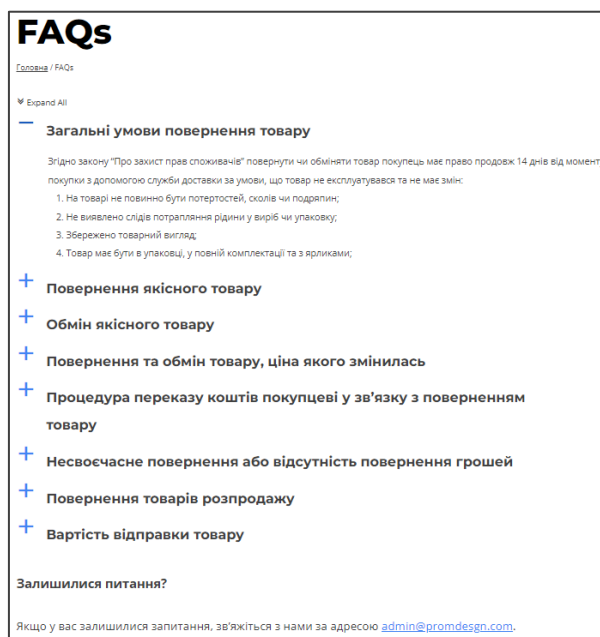 FAQs
Головна / FAQs
Expand All
Загальні умови повернення товару
Згідно закону "Про захист прав споживачів" повернути чи обміняти товар покупець має право продовж 14 днів від момент
покупки з допомогою служби доставки за умови, що товар не експлуатувався та не має змін:
1. На товарі не повинно бути потертостей, сколів чи подряпин;
2. Не виявлено слідів потрапляння рідини у виріб чи упаковку;
3. Збережено товарний вигляд;
4. Товар має бути в упаковці, у повній комплектації та з ярликами;
Повернення якісного товару
Обмін якісного товару
Повернення та обмін товару, ціна якого змінилась
Процедура переказу коштів покупцеві у зв'язку з поверненням
товару
Несвоєчасне повернення або відсутність повернення грошей
Повернення товарів розпродажу
Вартість відправки товару
Залишилися питання?
Якщо у вас залишилися запитання, зв'яжіться з нами за адресою admin@promdesgn.com.